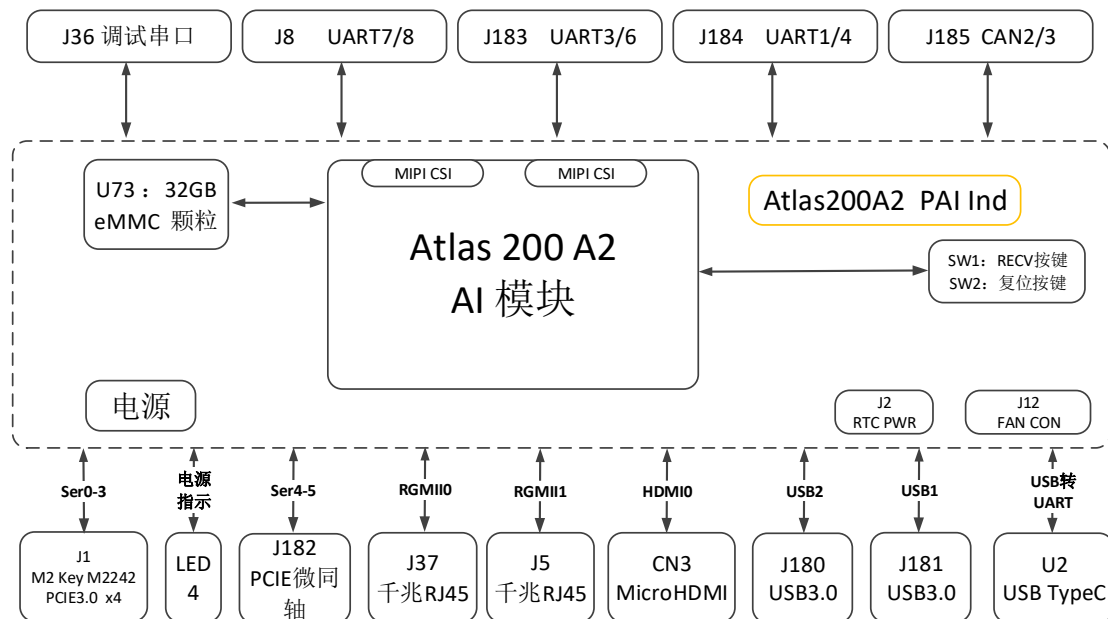 J36 调试串口
J8 UART7/8
J183 UART3/6
J184 UART1/4
J185 CAN2/3
U73：32GB
eMMC 颗粒
MIPI CSI
MIPI CSI
Atlas 200 A2
AI 模块
Atlas200A2 PAI Ind
SW1：RECV按键
SW2：复位按键
电源
J2
RTC PWR
J12
FAN CON
Ser0-3
电源
指示
Ser4-5
RGMII0
RGMII1
HDMI0
USB2
USB1
USB转
UART
J1
M2 Key M2242
PCIE3.0 x4
LED
4
J182
PCIE微同
轴
J37
千兆RJ45
J5
千兆RJ45
CN3
MicroHDMI
J180
USB3.0
J181
USB3.0
U2
USB TypeC